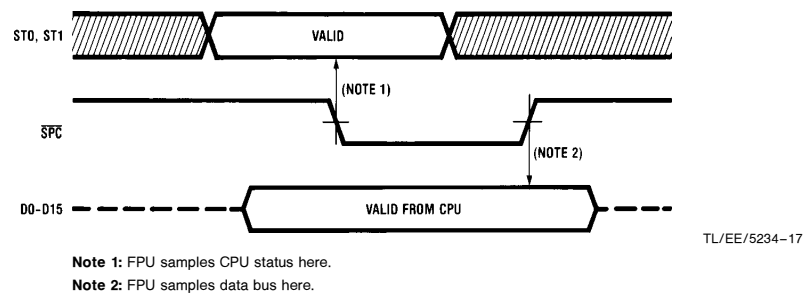 ST0, ST1
VALID
(NOTE 1)
SPC
(NOTE 2)
D0-D15
VALID FROM CPU
TL/EE/5234–17
Note 1: FPU samples CPU status here.
Note 2: FPU samples data bus here.